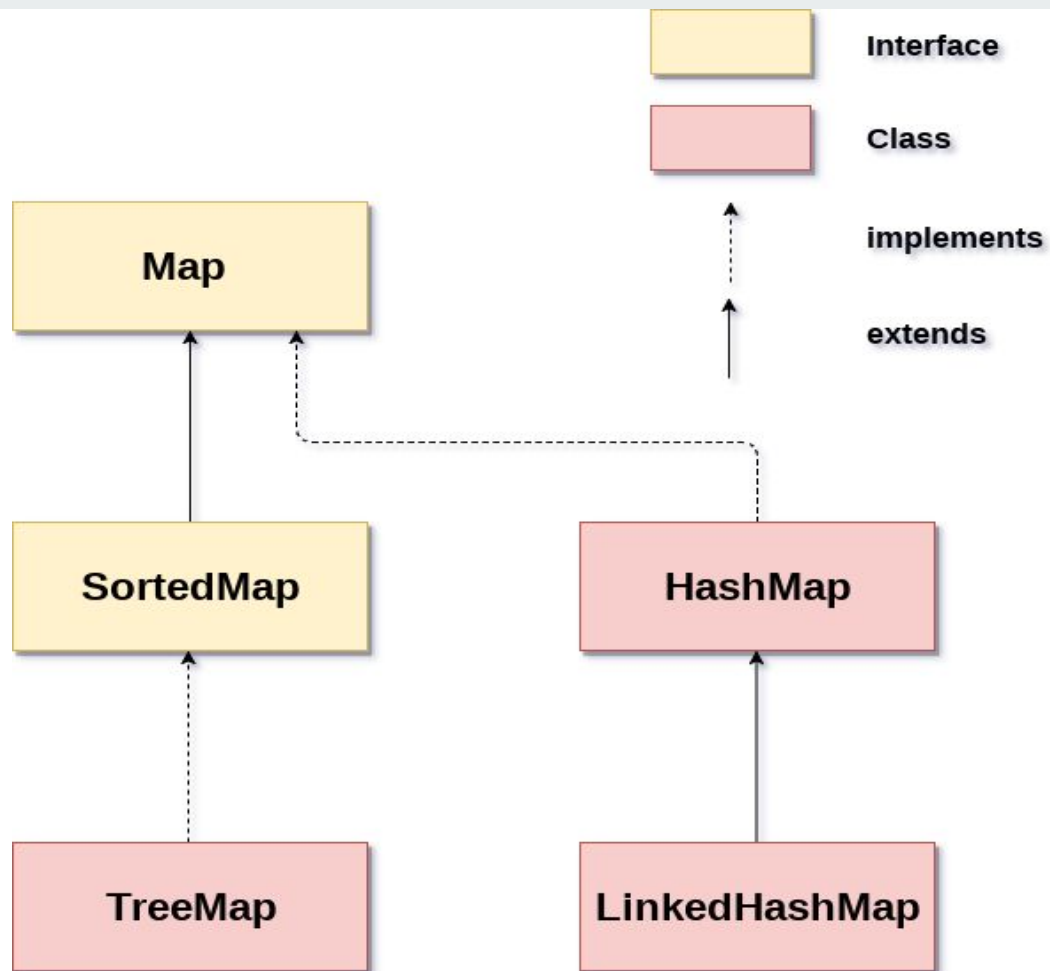 Interface
Class
implements
extends
Map
SortedMap
HashMap
TreeMap
LinkedHashMap